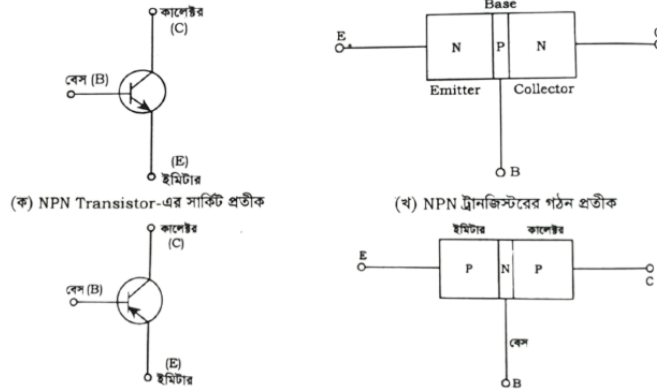 কালেক্টর
(C)
বেস (B)
(E)
ইমিটার
Base
E
N
P
N
Emitter
Collector
B
(ক) NPN Transistor-এর সার্কিট প্রতীক
(খ) NPN ট্রানজিস্টরের গঠন প্রতীক
কালেক্টর
(C)
বেস (B)
(E)
ইমিটার
ইমিটার
কালেক্টর
E
P
N
P
C
বেস
B